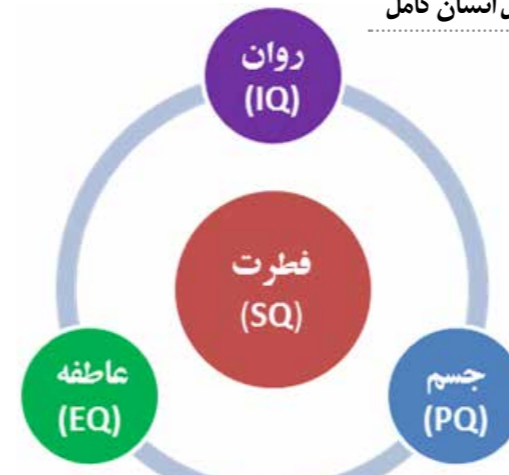 انسان کامل
روان
(IQ)
فطرت
(SQ)
عاطفه
(EQ)
جسم
(PQ)